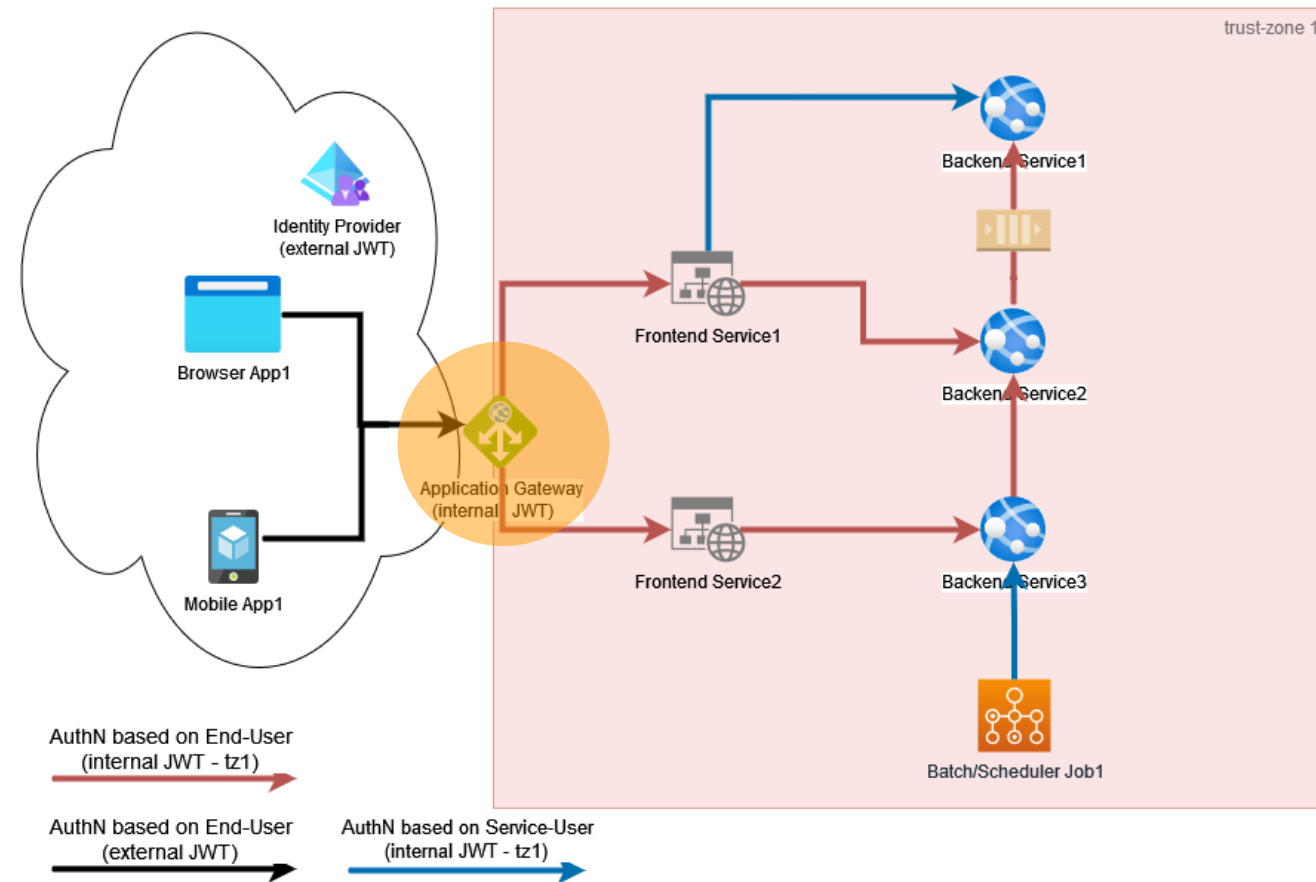 trust-zone 1
Backend Service1
Identity Provider
(external JWT)
Frontend Service1
Browser App1
Backend Service2
Application Gateway
(internal JWT)
Frontend Service2
Backend Service3
Mobile App1
Batch/Scheduler Job1
AuthN based on End-User
(internal JWT - tz1)
AuthN based on End-User
(external JWT)
AuthN based on Service-User
(internal JWT - tz1)